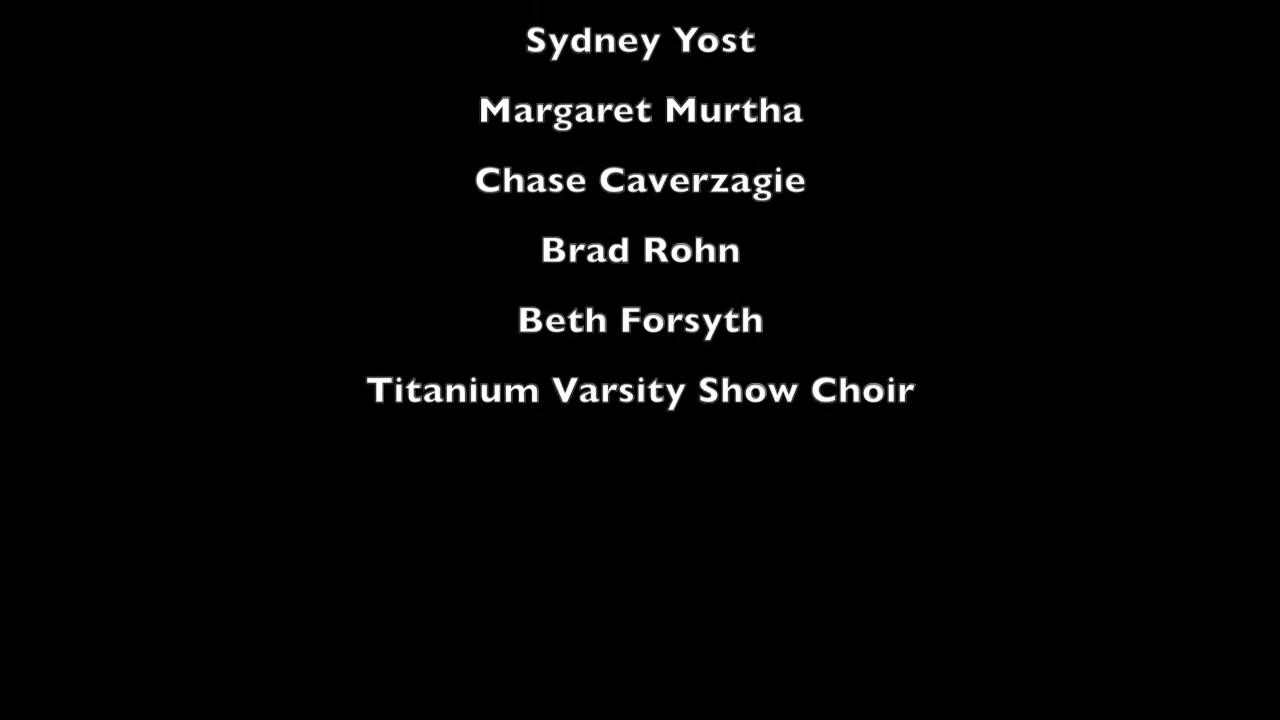 Sydney Yost
Margaret Murtha
Chase Caverzagie
Brad Rohn
Beth Forsyth
Titanium Varsity Show Choir